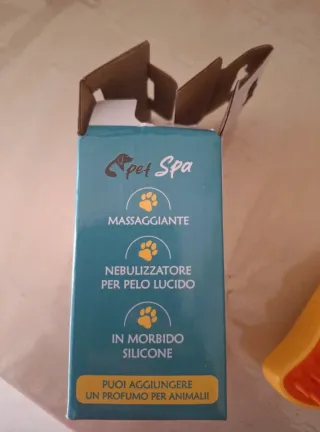 pet Spa
MASSAGGIANTE
NEBULIZZATORE
PER PELO LUCIDO
IN MORBIDO
SILICONE
PUOI AGGIUNGERE
UN PROFUMO PER ANIMALI!